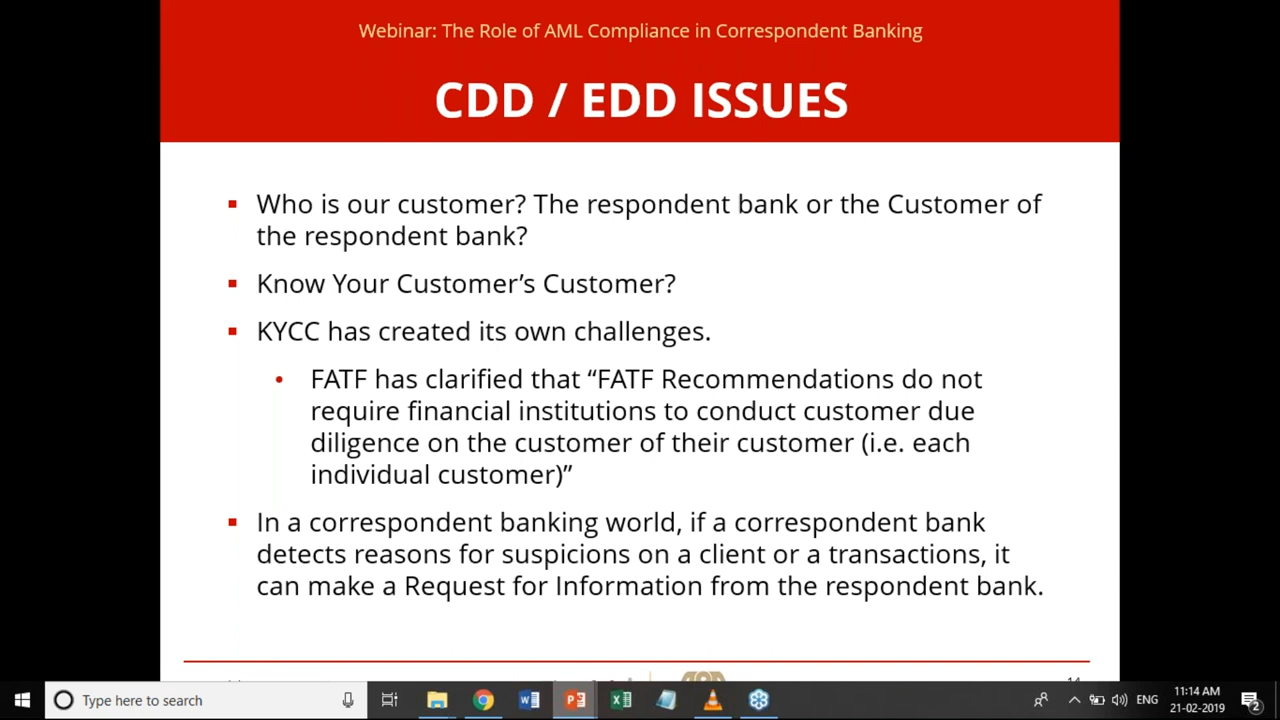 Webinar: The Role of AML Compliance in Correspondent Banking
CDD / EDD ISSUES
Who is our customer? The respondent bank or the Customer of
the respondent bank?
Know Your Customer’s Customer?
KYCC has created its own challenges.
FATF has clarified that “FATF Recommendations do not
require financial institutions to conduct customer due
diligence on the customer of their customer (i.e. each
individual customer)”
In a correspondent banking world, if a correspondent bank
detects reasons for suspicions on a client or a transactions, it
can make a Request for Information from the respondent bank.
Type here to search
ENG
11:14 AM
21-02-2019
2